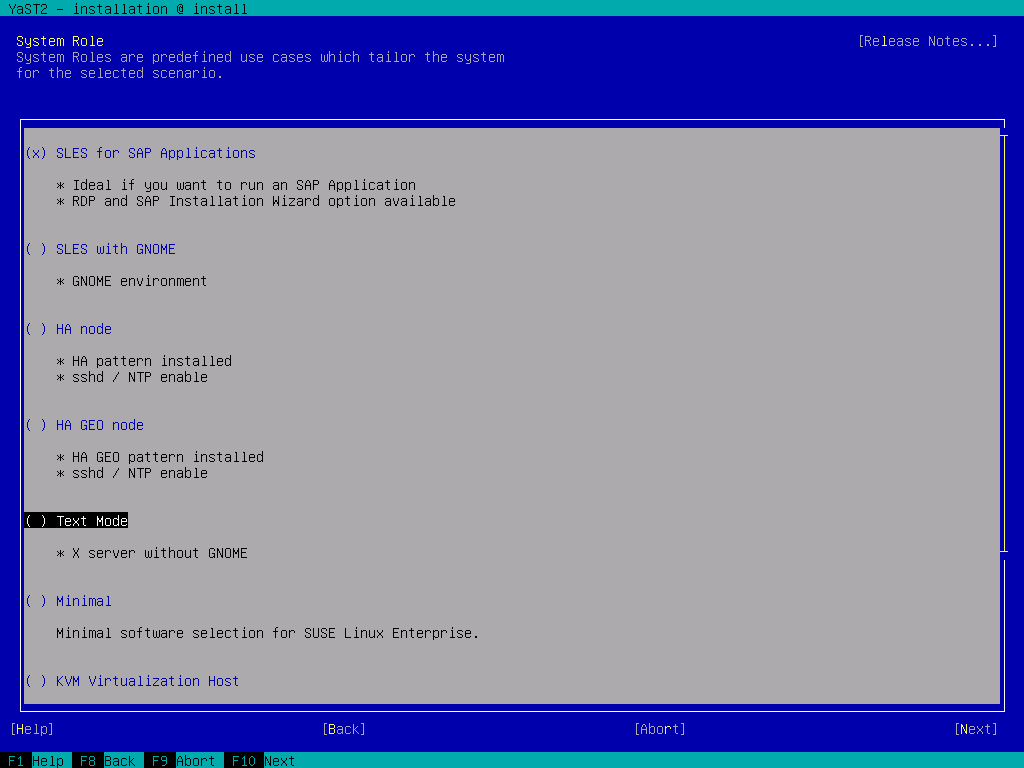 YaST2 - installation @ install
System Role [Release Notes...]
System Roles are predefined use cases which tailor the system
for the selected scenario.
(x) SLES for SAP Applications
* Ideal if you want to run an SAP Application
* RDP and SAP Installation Wizard option available
( ) SLES with GNOME
* GNOME environment
( ) HA node
* HA pattern installed
* sshd / NTP enable
( ) HA GEO node
* HA GEO pattern installed
* sshd / NTP enable
( ) Text Mode
* X server without GNOME
( ) Minimal
Minimal software selection for SUSE Linux Enterprise.
( ) KVM Virtualization Host
[Help] [Back] [Abort] [Next]
F1 Help F8 Back F9 Abort F10 Next